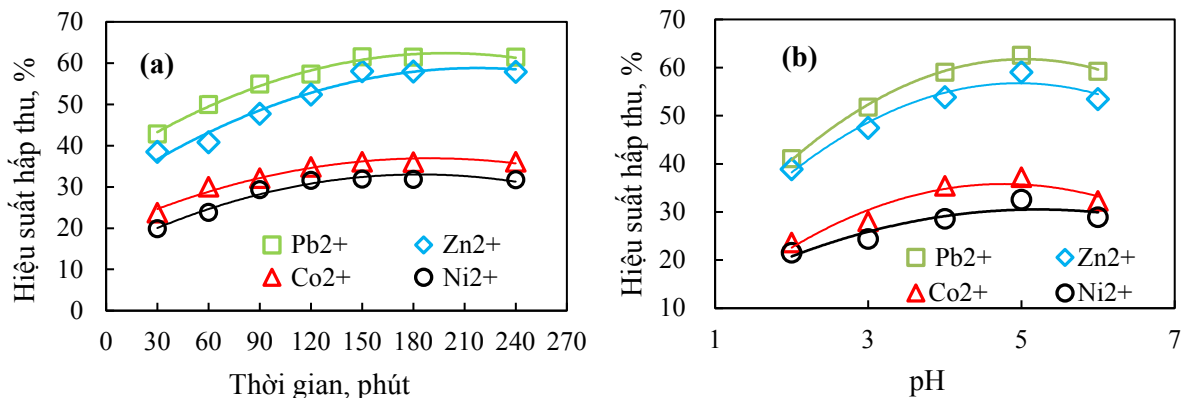 Hiệu suất hấp thu, %
70
60
50
40
30
20
10
0
(a)
Pb2+
Zn2+
Co2+
Ni2+
0 30 60 90 120 150 180 210 240 270
Thời gian, phút
Hiệu suất hấp thu, %
70
60
50
40
30
20
10
(b)
Pb2+
Zn2+
Co2+
Ni2+
1 3 5 7
pH